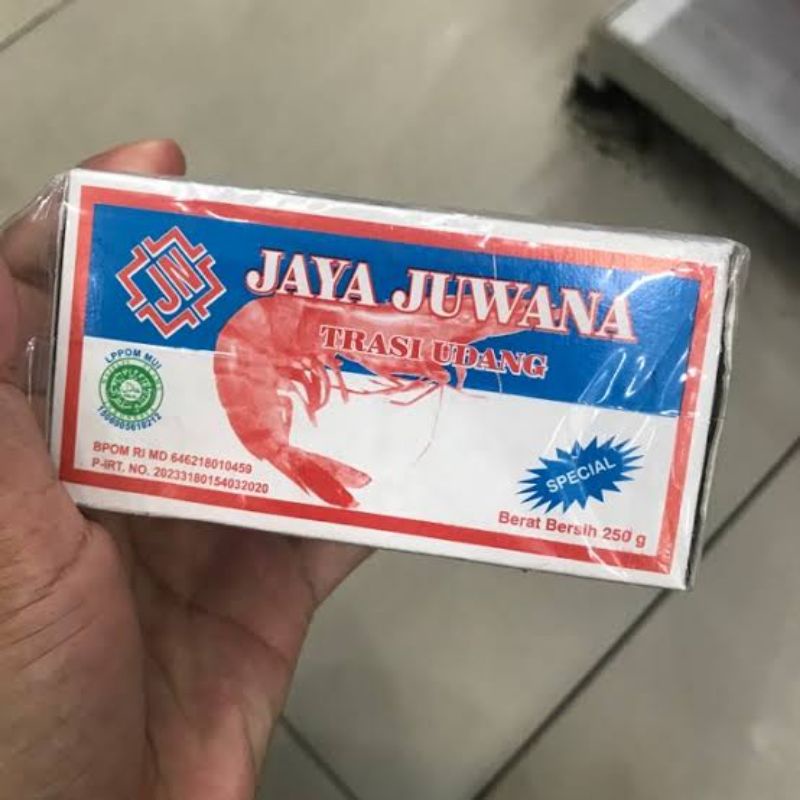 JN
JAYA JUWANA
TRASI UDANG
LPPOM MUI
BPOM RI MD 646218010459
P-IRT. NO. 20233180154032020
SPECIAL
Berat Bersih 250 g